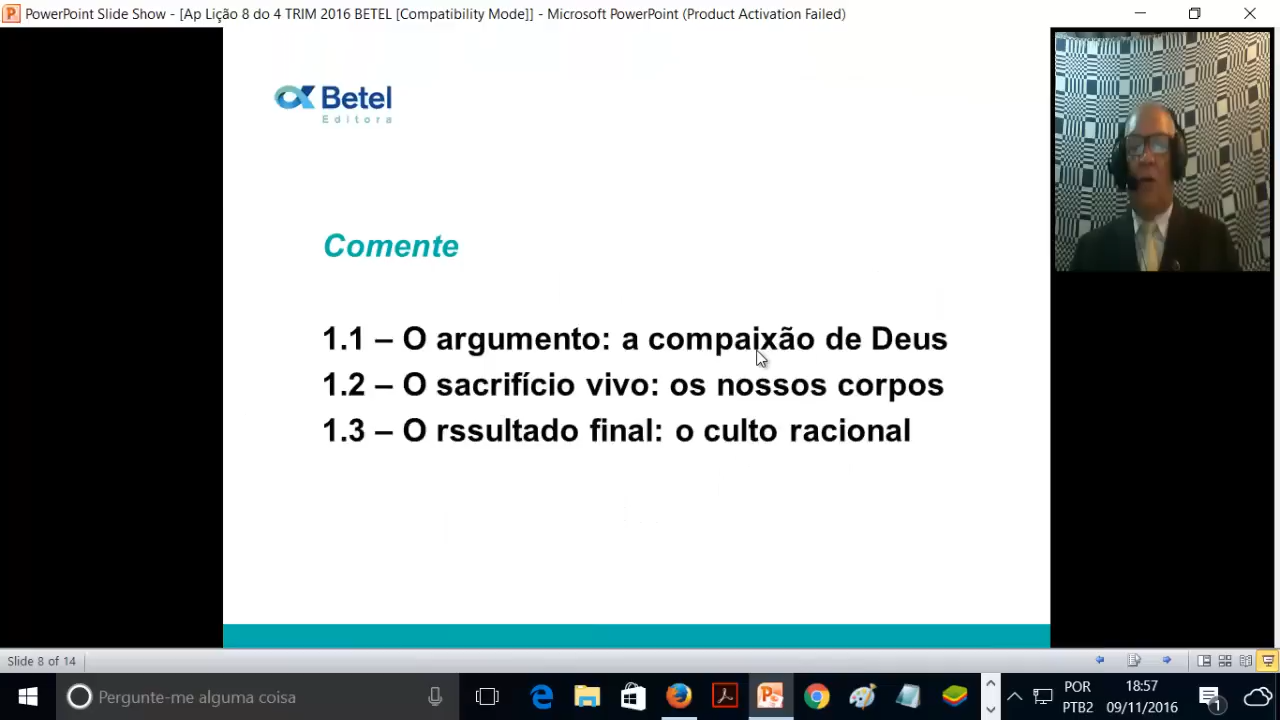 PowerPoint Slide Show - [Ap Lição 8 do 4 TRIM 2016 BETEL [Compatibility Mode]] - Microsoft PowerPoint (Product Activation Failed)
Betel
Editora
Comente
1.1 – O argumento: a compaixão de Deus
1.2 – O sacrifício vivo: os nossos corpos
1.3 – O rssultado final: o culto racional
Slide 8 of 14
Pergunte-me alguma coisa
POR
PTB2
18:57
09/11/2016
1